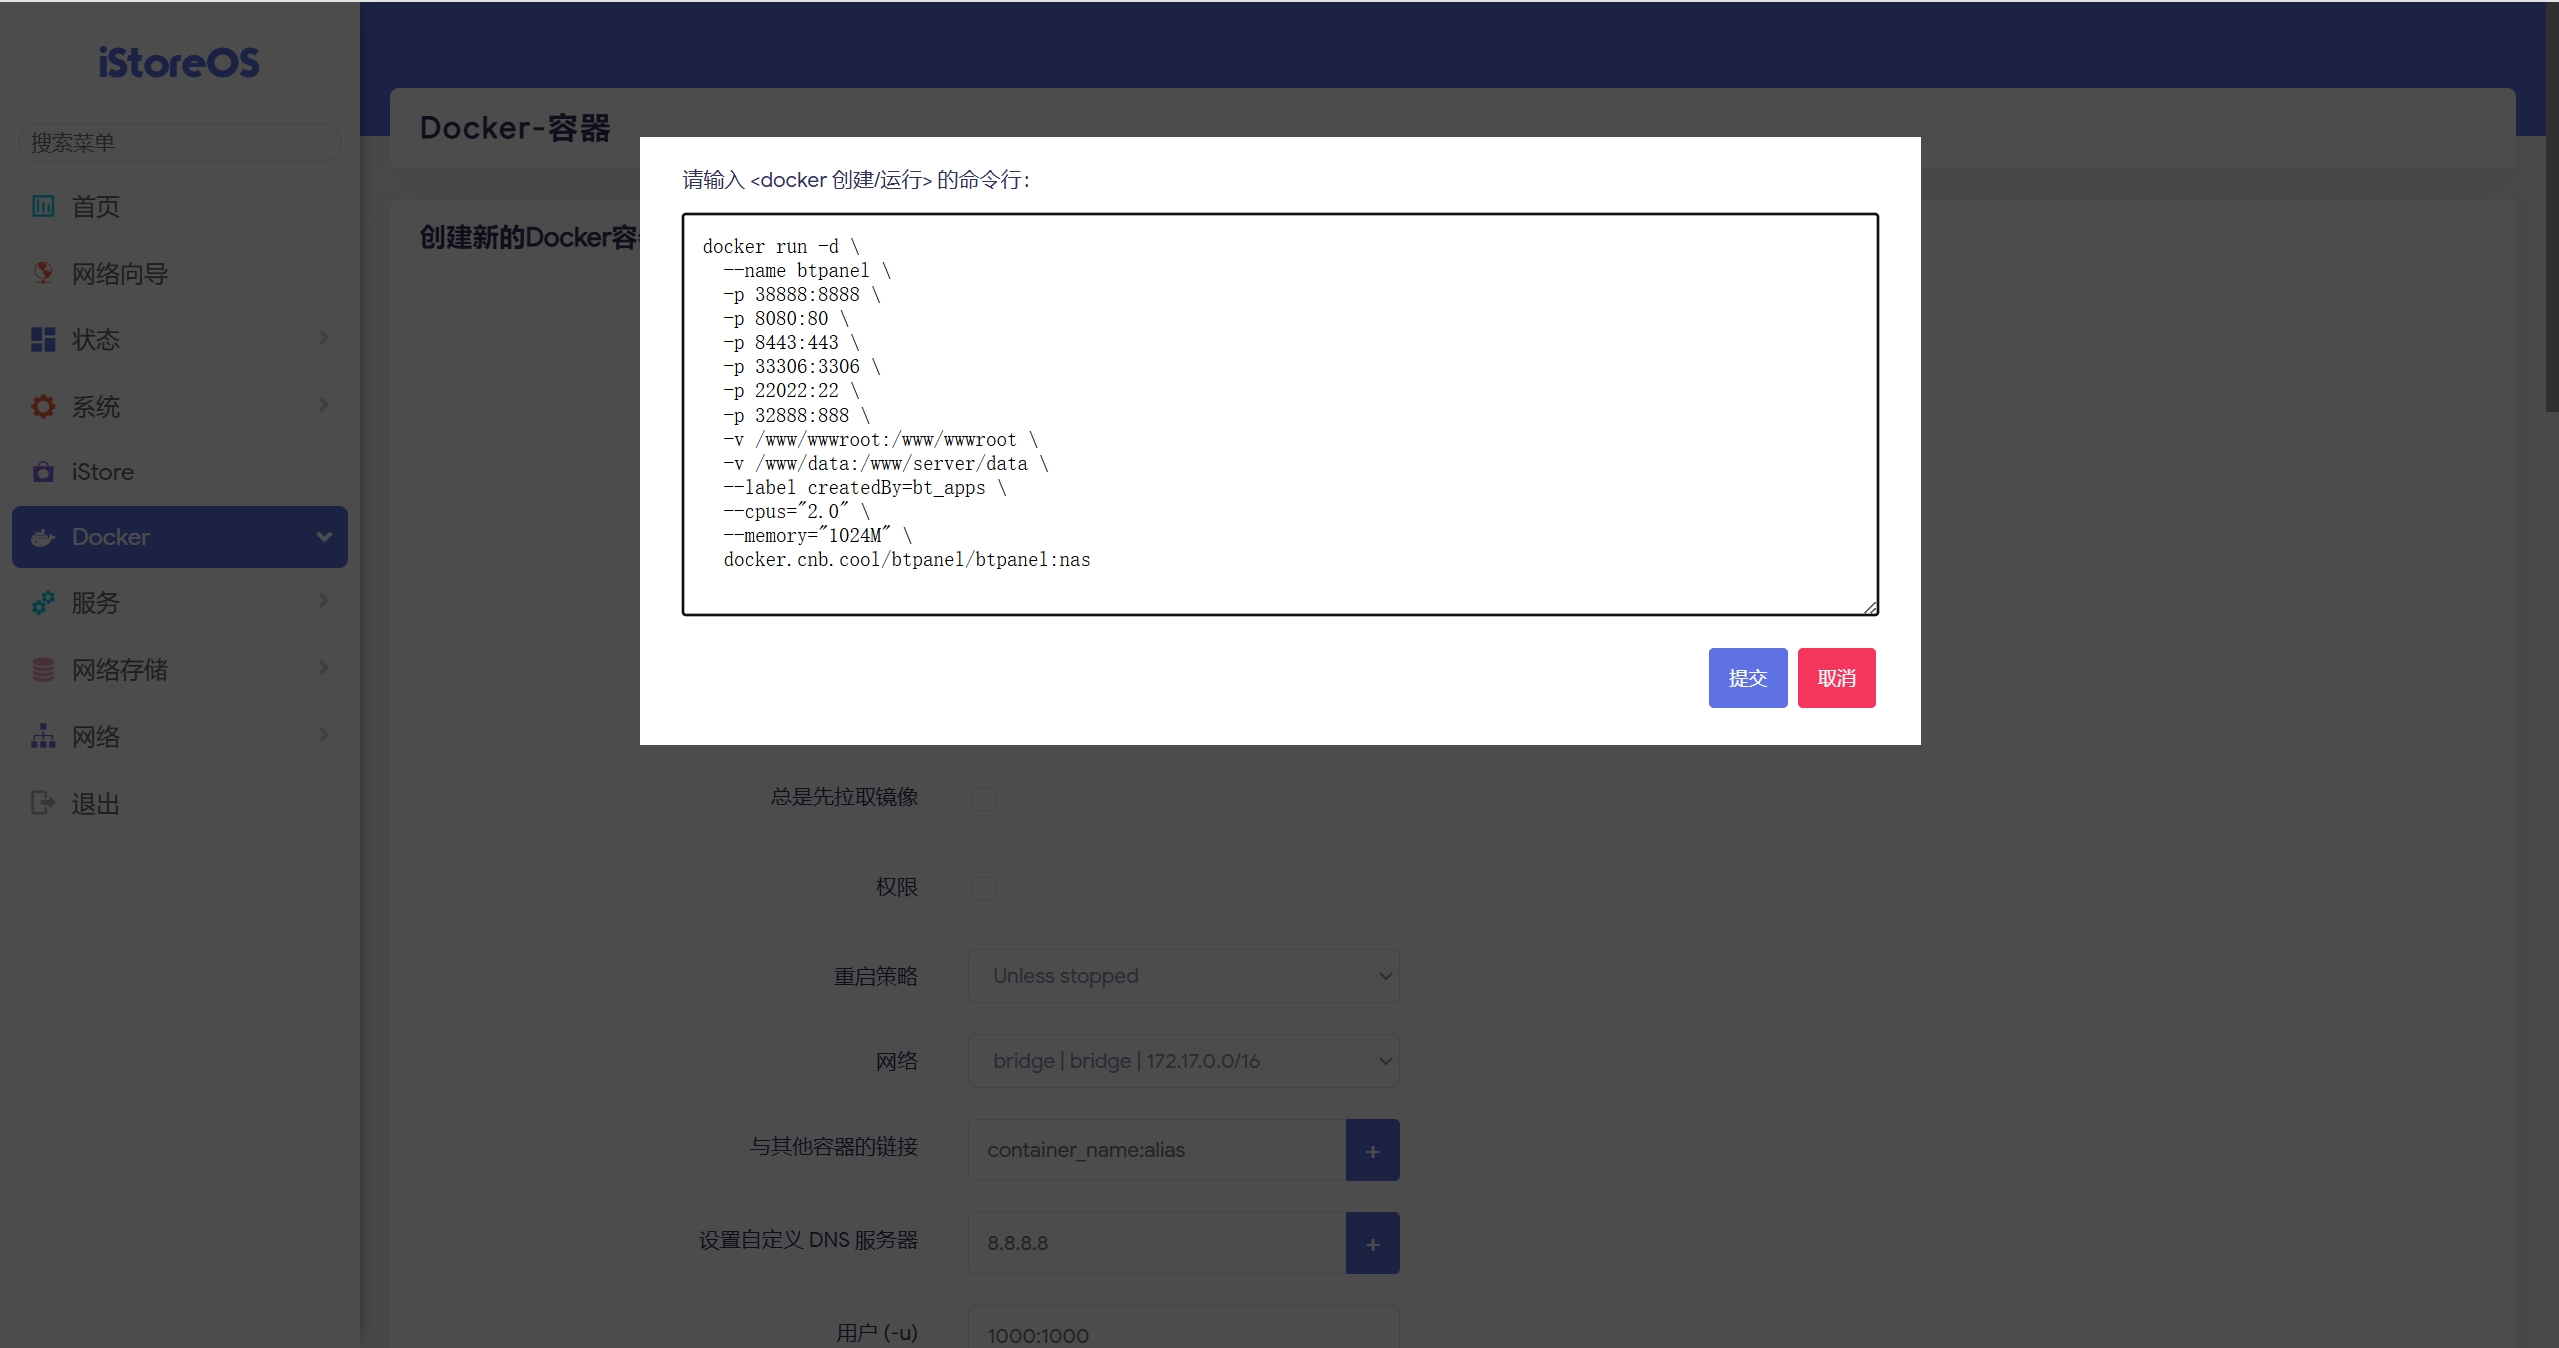 iStoreOS
搜索菜单
首页
网络向导
状态
系统
iStore
Docker
服务
网络存储
网络
退出
Docker-容器
创建新的Docker容
请输入 <docker 创建/运行> 的命令行：
docker run -d \
--name btpanel \
-p 38888:8888 \
-p 8080:80 \
-p 8443:443 \
-p 33306:3306 \
-p 22022:22 \
-p 32888:888 \
-v /www/wwwroot:/www/wwwroot \
-v /www/data:/www/server/data \
--label createdBy=bt_apps \
--cpus="2.0" \
--memory="1024M" \
docker.cnb.cool/btpanel/btpanel:nas
提交 取消
总是先拉取镜像
权限
重启策略 Unless stopped
网络 bridge | bridge | 172.17.0.0/16
与其他容器的链接 container_name:alias +
设置自定义 DNS 服务器 8.8.8.8 +
用户 (-u) 1000:1000